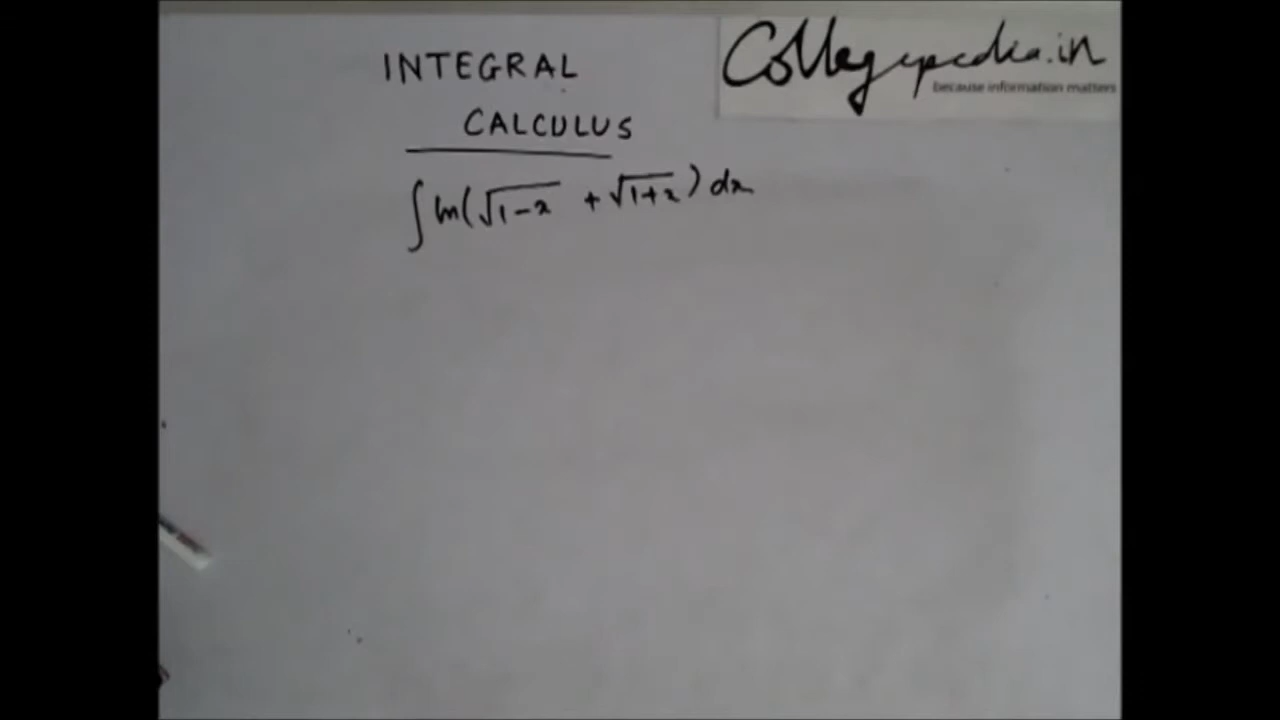 INTEGRAL
Collegepedia.in
because information matters
CALCULUS
∫ ln(√1-x + √1+x) dx